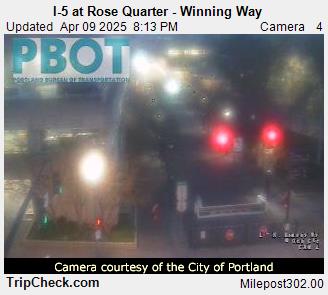 I-5 at Rose Quarter - Winning Way
Updated Apr 09 2025 8:13 PM Camera 4
PBOT
PORTLAND BUREAU OF TRANSPORTATION
Camera courtesy of the City of Portland
TripCheck.com Milepost302.00